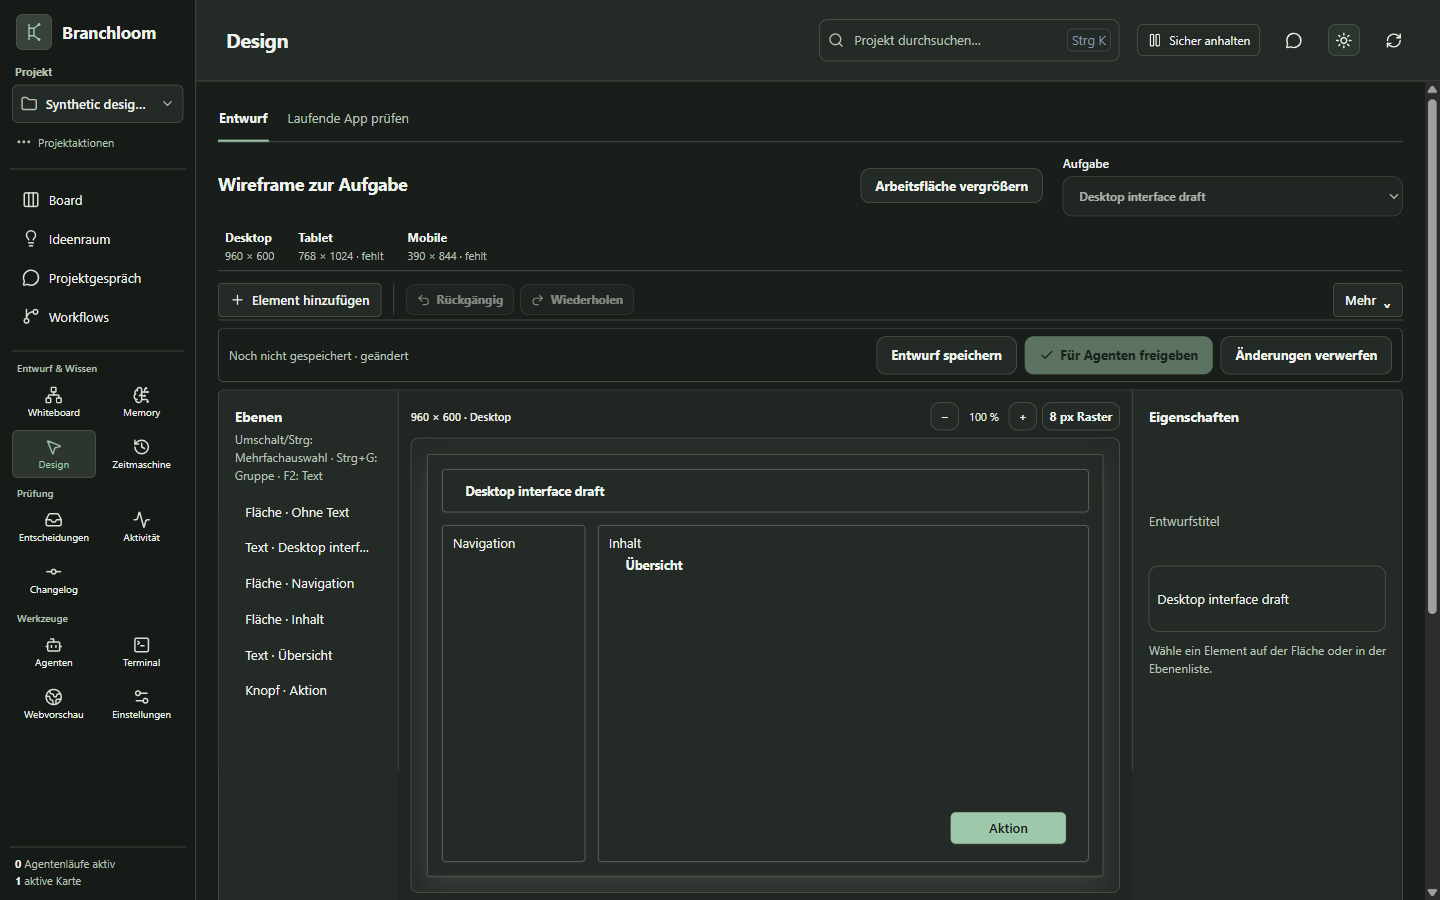 Branchloom
Projekt
Synthetic desig...
Projektaktionen
Board
Ideenraum
Projektgespräch
Workflows
Entwurf & Wissen
Whiteboard
Memory
Design
Zeitmaschine
Prüfung
Entscheidungen
Aktivität
Changelog
Werkzeuge
Agenten
Terminal
Webvorschau
Einstellungen
0 Agentenläufe aktiv
1 aktive Karte
Design
Projekt durchsuchen...
Strg K
Sicher anhalten
Entwurf
Laufende App prüfen
Wireframe zur Aufgabe
Arbeitsfläche vergrößern
Aufgabe
Desktop interface draft
Desktop
960 × 600
Tablet
768 × 1024 · fehlt
Mobile
390 × 844 · fehlt
+ Element hinzufügen
Rückgängig
Wiederholen
Mehr
Noch nicht gespeichert · geändert
Entwurf speichern
Für Agenten freigeben
Änderungen verwerfen
Ebenen
Umschalt/Strg:
Mehrfachauswahl · Strg+G:
Gruppe · F2: Text
Fläche · Ohne Text
Text · Desktop interf...
Fläche · Navigation
Fläche · Inhalt
Text · Übersicht
Knopf · Aktion
960 × 600 · Desktop
−
100 %
+
8 px Raster
Desktop interface draft
Navigation
Inhalt
Übersicht
Aktion
Eigenschaften
Entwurfstitel
Desktop interface draft
Wähle ein Element auf der Fläche oder in der
Ebenenliste.